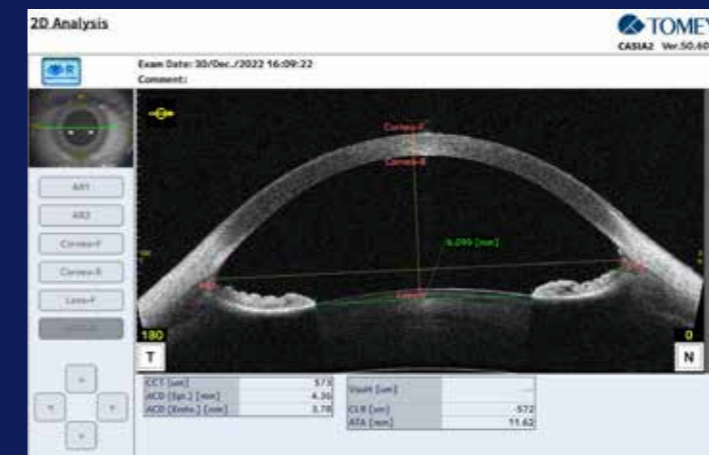 2D Analysis
TOMEY
CASIA2 Ver.50.60
R
Exam Date: 30/Dec./2022 16:09:22
Comment:
AR1
AR2
Cornea-F
Cornea-R
Lens-F
Cornea-F
Cornea-R
6.095 [mm]
180
0
T
N
CCT [um] 573
ACD [Epi.] [mm] 4.36
ACD [Endo.] [mm] 3.78
Vault [um]
CLR [um] -572
ATA [mm] 11.62